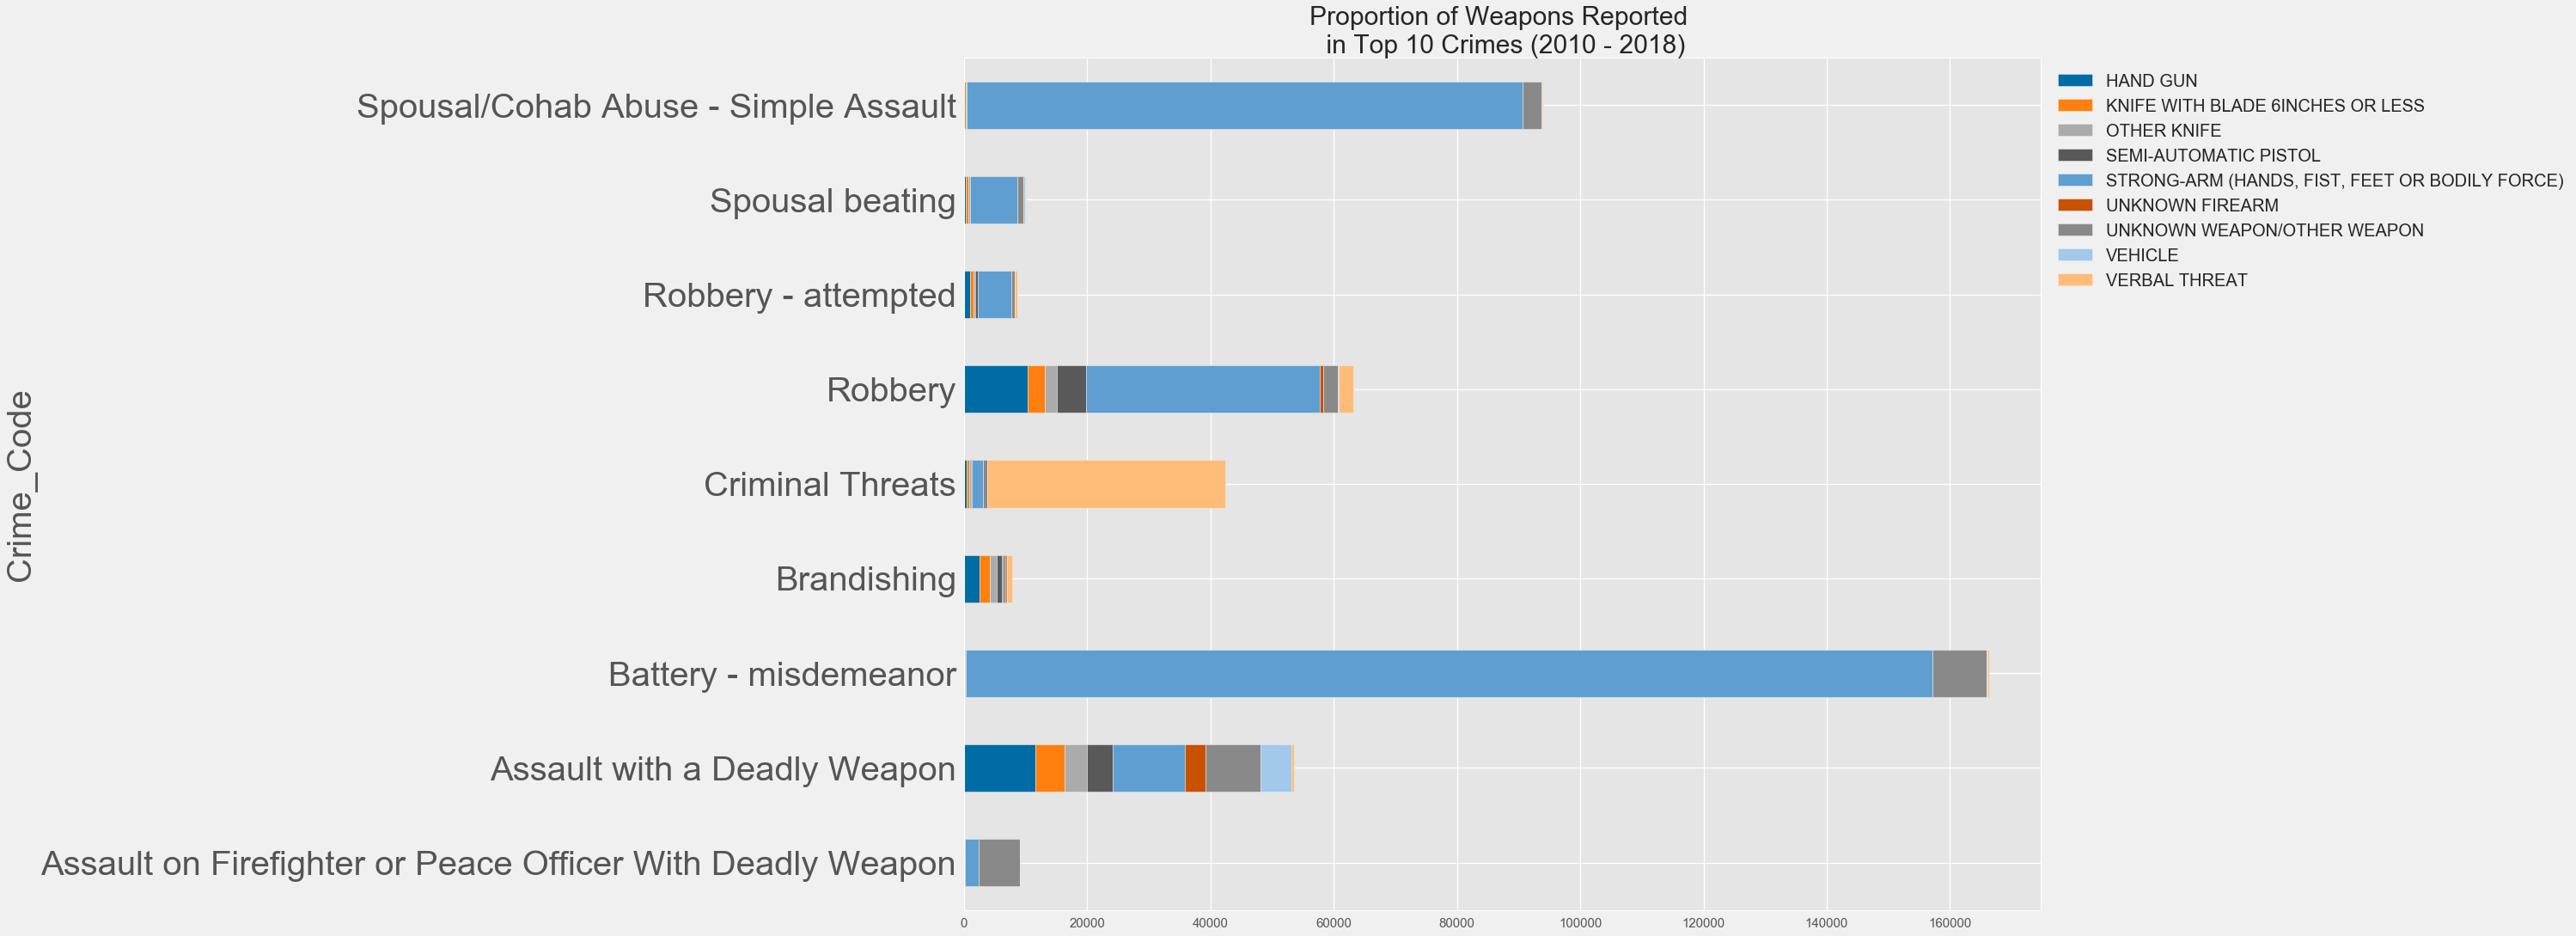 Proportion of Weapons Reported
in Top 10 Crimes (2010 - 2018)
Crime_Code
Spousal/Cohab Abuse - Simple Assault
Spousal beating
Robbery - attempted
Robbery
Criminal Threats
Brandishing
Battery - misdemeanor
Assault with a Deadly Weapon
Assault on Firefighter or Peace Officer With Deadly Weapon
0 20000 40000 60000 80000 100000 120000 140000 160000
HAND GUN
KNIFE WITH BLADE 6INCHES OR LESS
OTHER KNIFE
SEMI-AUTOMATIC PISTOL
STRONG-ARM (HANDS, FIST, FEET OR BODILY FORCE)
UNKNOWN FIREARM
UNKNOWN WEAPON/OTHER WEAPON
VEHICLE
VERBAL THREAT